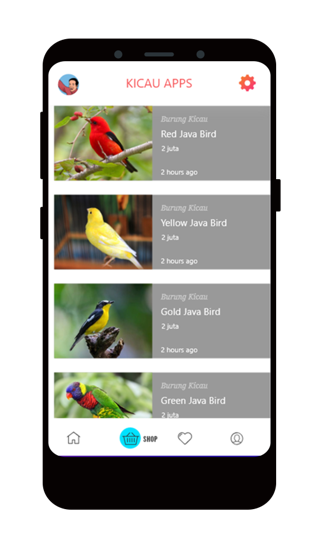 KICAU APPS
Burung Kicau
Red Java Bird
2 juta
2 hours ago
Burung Kicau
Yellow Java Bird
2 juta
2 hours ago
Burung Kicau
Gold Java Bird
2 juta
2 hours ago
Burung Kicau
Green Java Bird
2 juta
SHOP